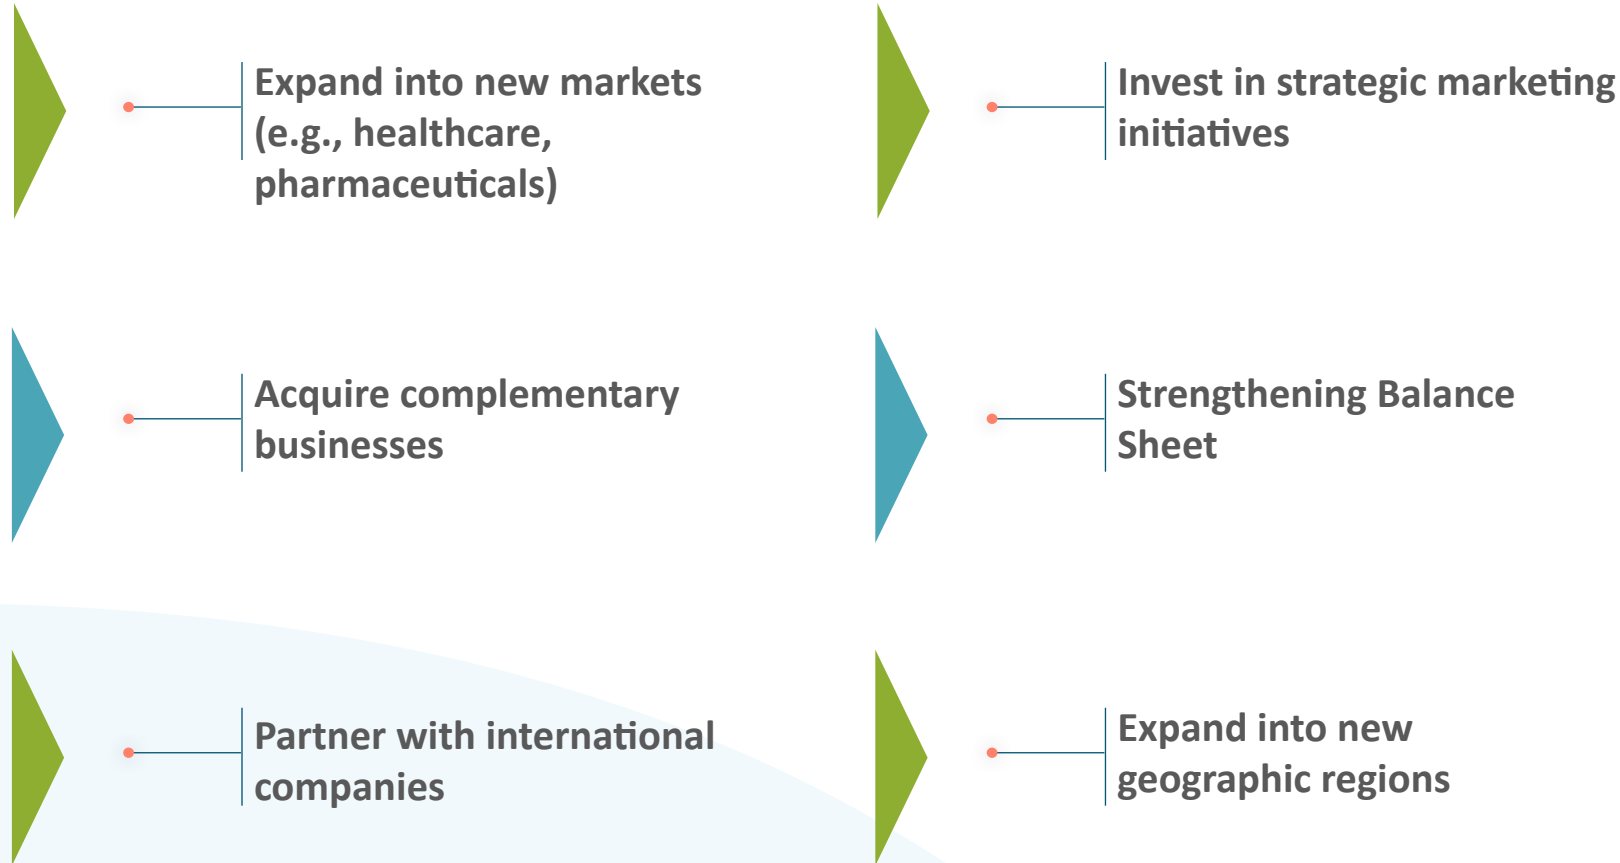 Expand into new markets
(e.g., healthcare,
pharmaceuticals)
Invest in strategic marketing
initiatives
Acquire complementary
businesses
Strengthening Balance
Sheet
Partner with international
companies
Expand into new
geographic regions